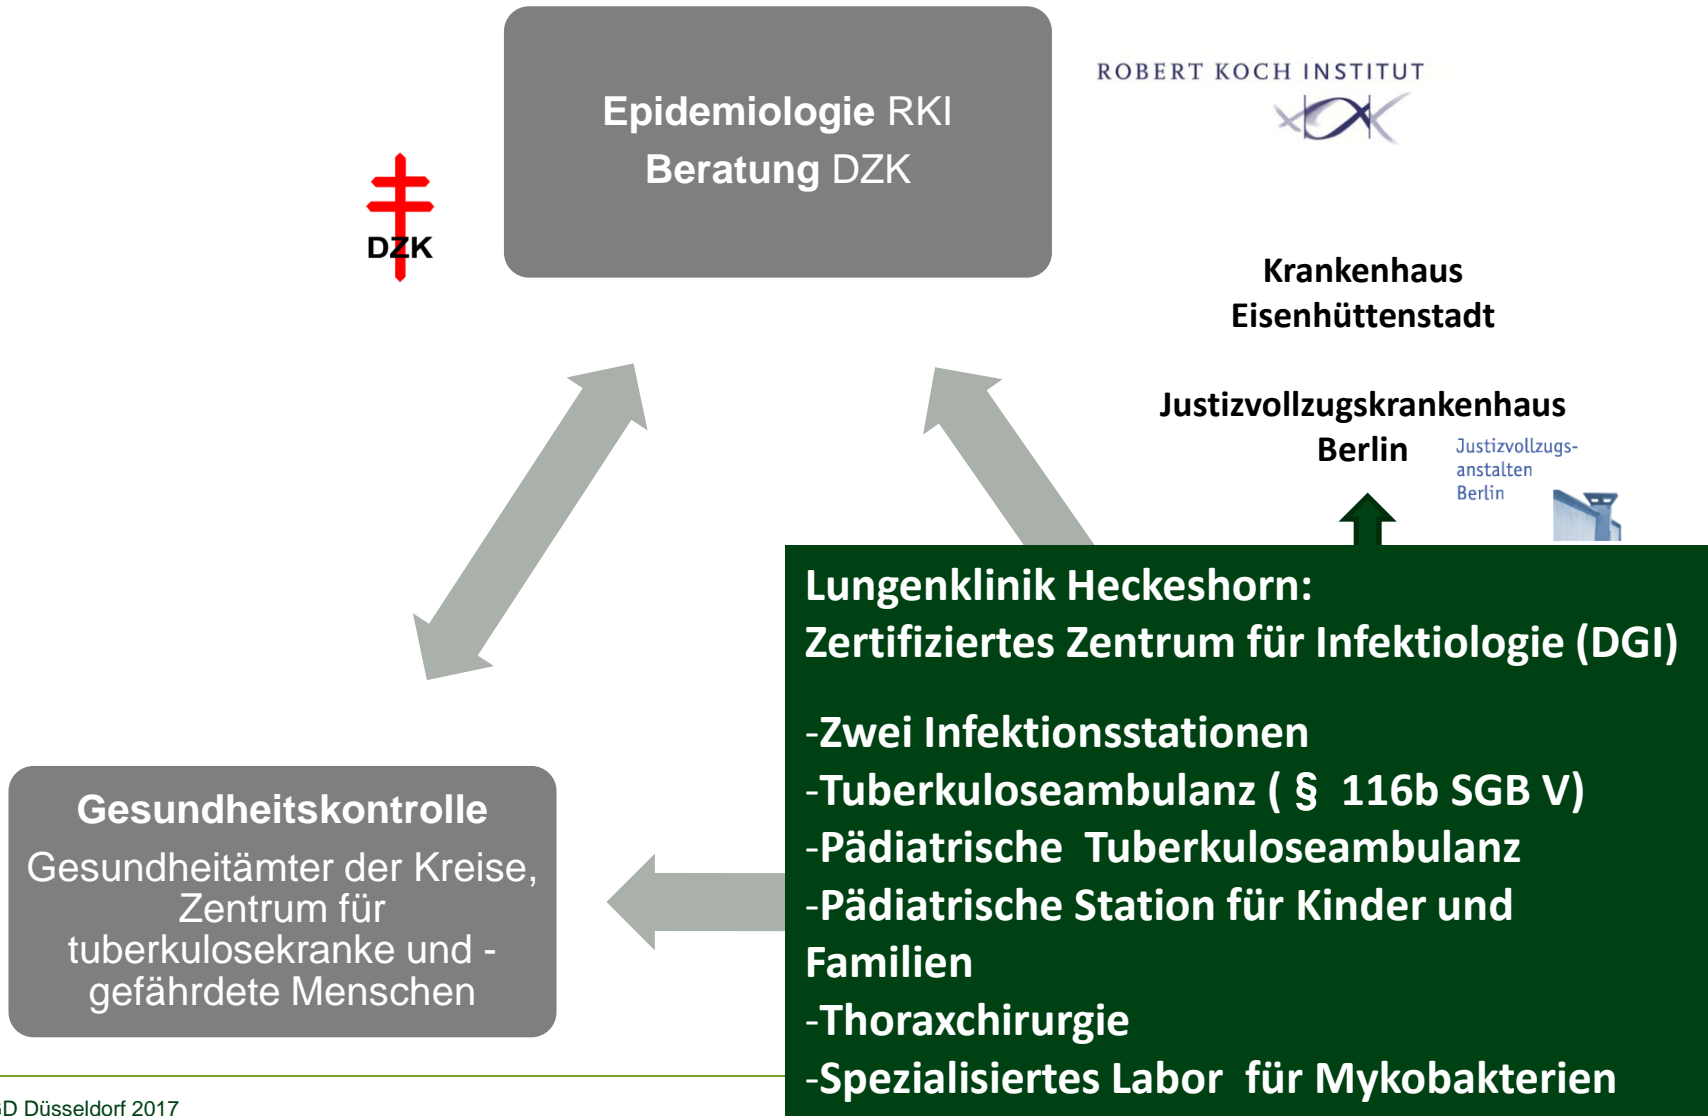 Epidemiologie RKI
Beratung DZK
ROBERT KOCH INSTITUT
DZK
Krankenhaus
Eisenhüttenstadt
Justizvollzugskrankenhaus
Berlin
Justizvollzugs-
anstalten
Berlin
Lungenklinik Heckeshorn:
Zertifiziertes Zentrum für Infektiologie (DGI)
-Zwei Infektionsstationen
-Tuberkuloseambulanz ( § 116b SGB V)
-Pädiatrische Tuberkuloseambulanz
-Pädiatrische Station für Kinder und
Familien
-Thoraxchirurgie
-Spezialisiertes Labor für Mykobakterien
Gesundheitskontrolle
Gesundheitämter der Kreise,
Zentrum für
tuberkulosekranke und -
gefährdete Menschen
Düsseldorf 2017